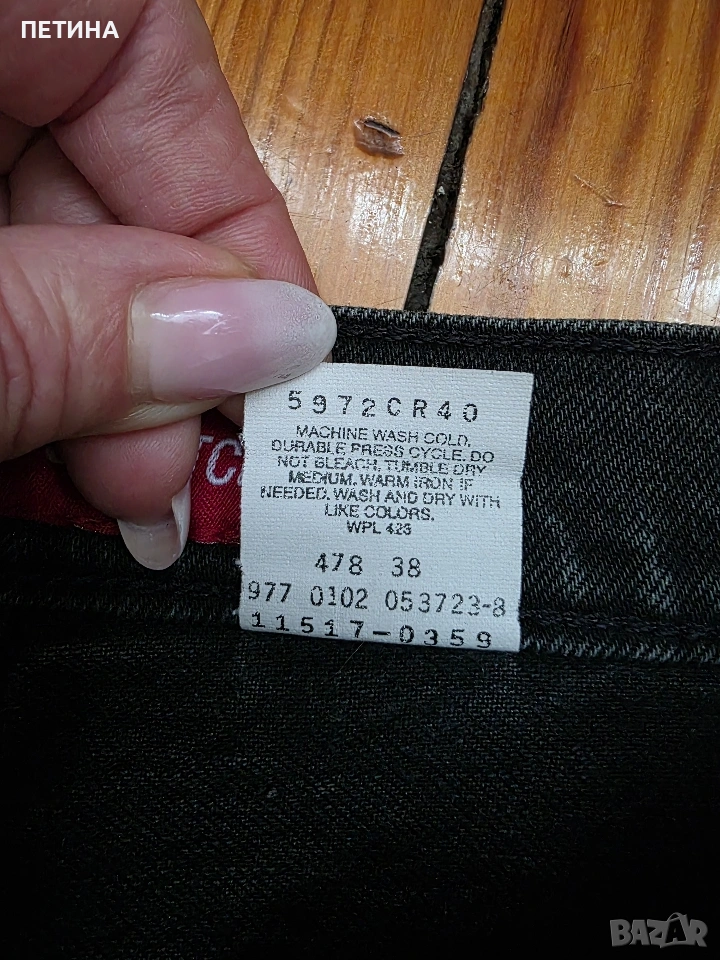 ПЕТИНА
5972CR40
MACHINE WASH COLD,
DURABLE PRESS CYCLE. DO
NOT BLEACH, TUMBLE DRY
MEDIUM. WARM IRON IF
NEEDED. WASH AND DRY WITH
LIKE COLORS.
WPL 423
478 38
977 0102 053723-8
11517-0359
BAZAR